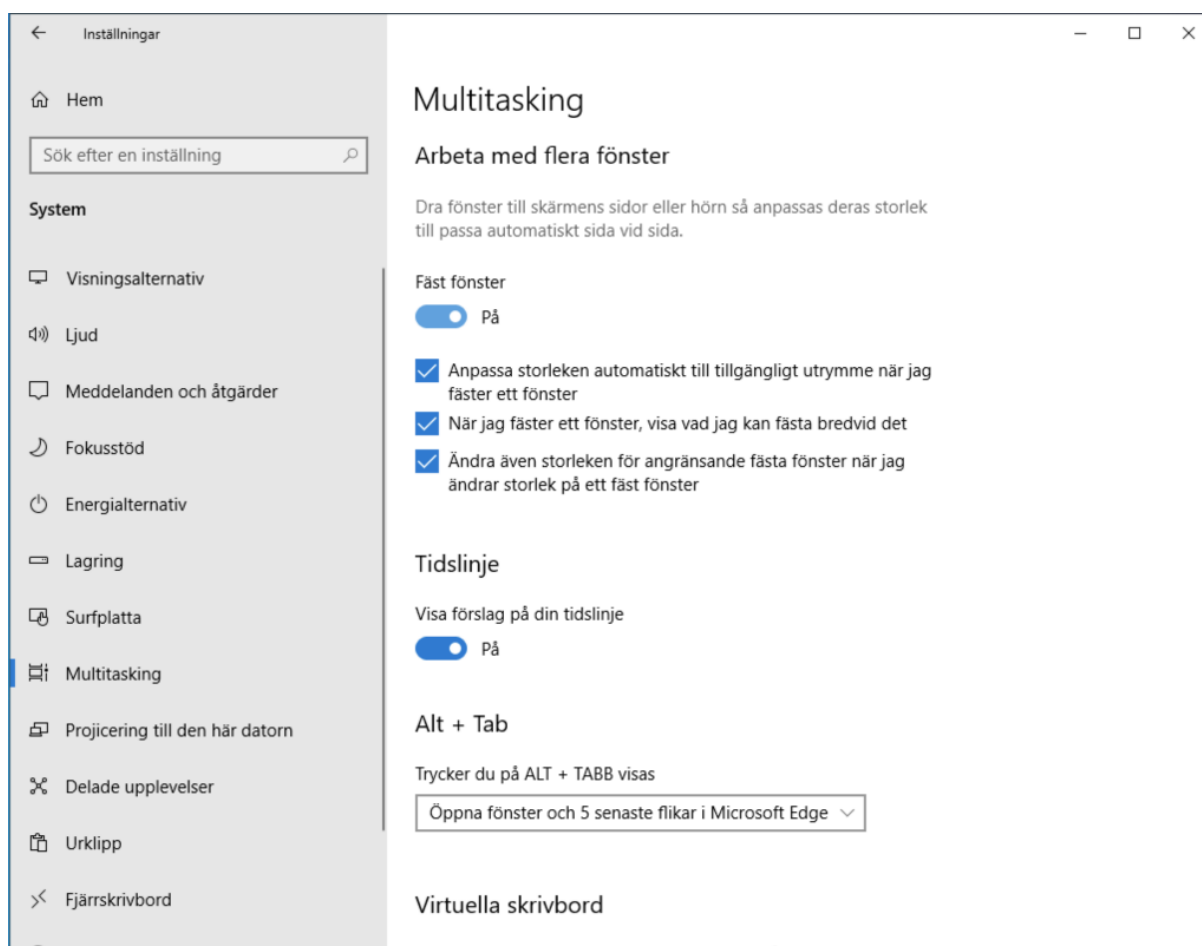 Inställningar
Hem
Sök efter en inställning
System
Visningsalternativ
Ljud
Meddelanden och åtgärder
Fokusstöd
Energialternativ
Lagring
Surfplatta
Multitasking
Projicering till den här datorn
Delade upplevelser
Urklipp
Fjärrskrivbord
Multitasking
Arbeta med flera fönster
Dra fönster till skärmens sidor eller hörn så anpassas deras storlek
till passa automatiskt sida vid sida.
Fäst fönster
På
Anpassa storleken automatiskt till tillgängligt utrymme när jag
fäster ett fönster
När jag fäster ett fönster, visa vad jag kan fästa bredvid det
Ändra även storleken för angränsande fästa fönster när jag
ändrar storlek på ett fäst fönster
Tidslinje
Visa förslag på din tidslinje
På
Alt + Tab
Trycker du på ALT + TABB visas
Öppna fönster och 5 senaste flikar i Microsoft Edge
Virtuella skrivbord